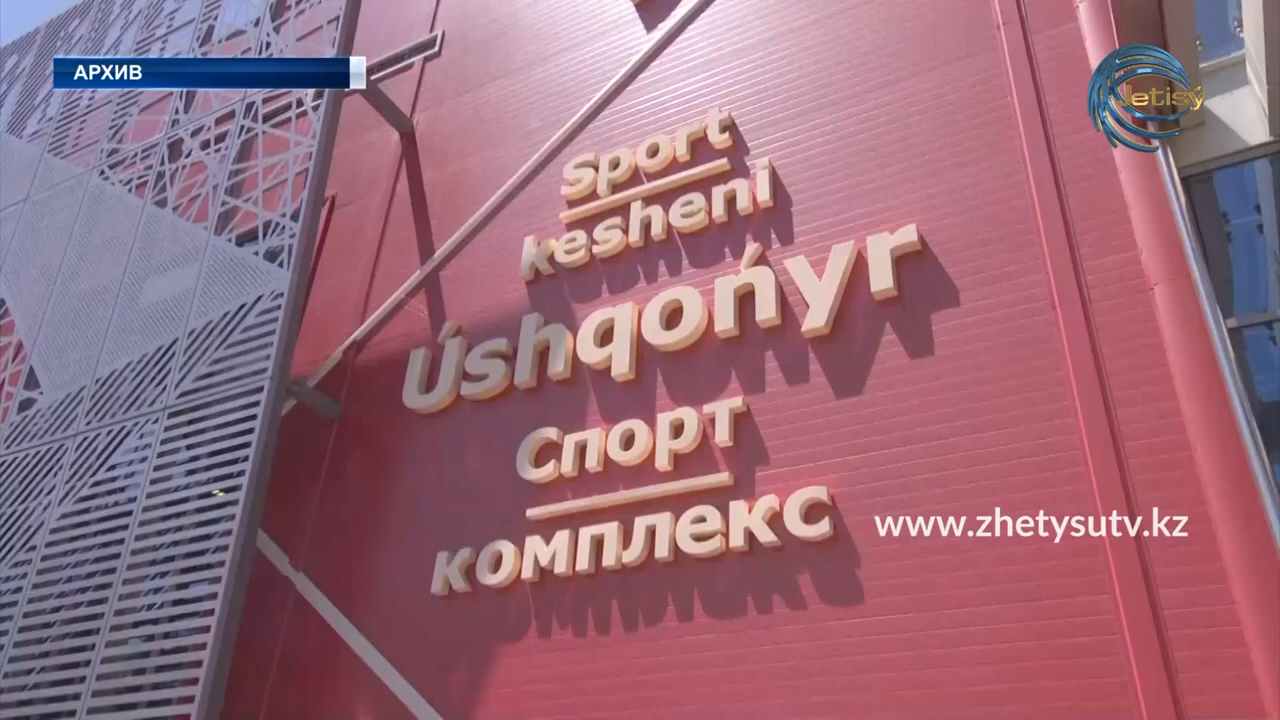 АРХИВ
Jetisý
Sport
kesheni
Úshqońyr
Спорт
комплекс
www.zhetysutv.kz